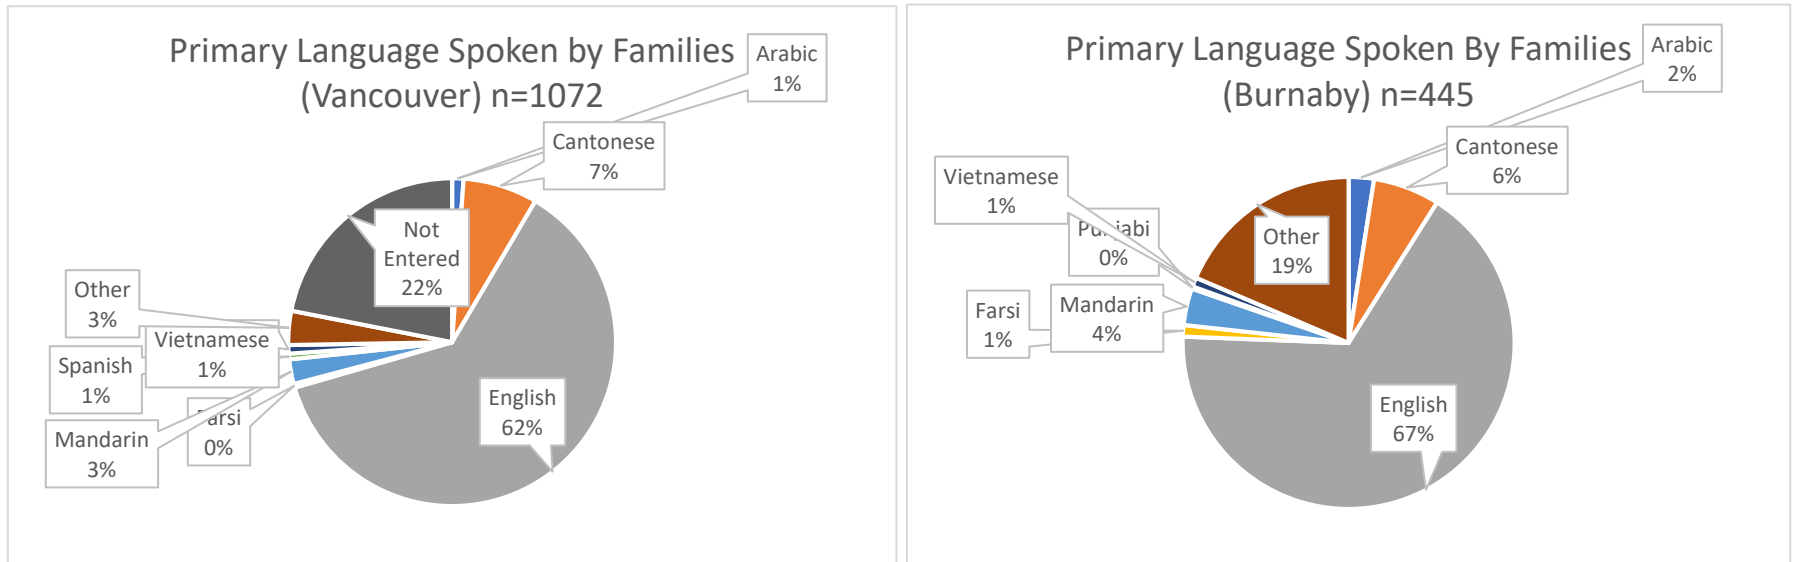 Primary Language Spoken by Families
(Vancouver) n=1072
Arabic
1%
Cantonese
7%
Not
Entered
22%
Other
3%
Vietnamese
1%
Spanish
1%
Farsi
0%
Mandarin
3%
English
62%
Primary Language Spoken By Families
(Burnaby) n=445
Arabic
2%
Cantonese
6%
Vietnamese
1%
Punjabi
0%
Other
19%
Farsi
1%
Mandarin
4%
English
67%